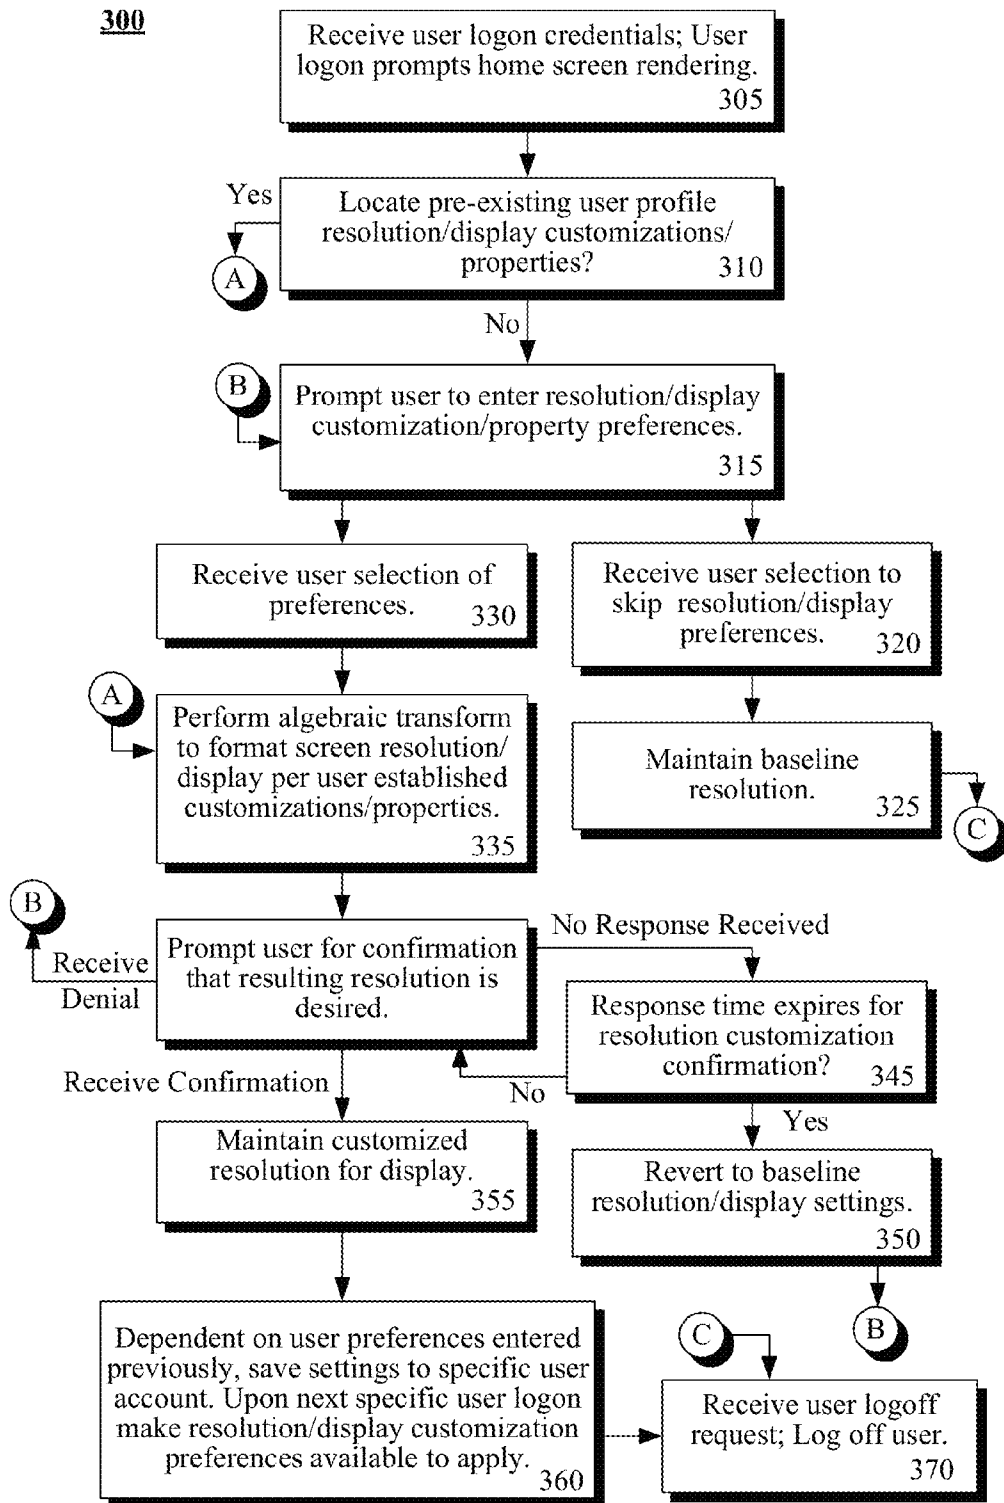 300
Receive user logon credentials; User
logon prompts home screen rendering.
305
Yes
Locate pre-existing user profile
resolution/display customizations/
properties?
310
A
No
B
Prompt user to enter resolution/display
customization/property preferences.
315
Receive user selection of
preferences.
330
Receive user selection to
skip resolution/display
preferences.
320
A
Perform algebraic transform
to format screen resolution/
display per user established
customizations/properties.
335
Maintain baseline
resolution.
325
C
B
Receive
Denial
Prompt user for confirmation
that resulting resolution is
desired.
No Response Received
Response time expires for
resolution customization
confirmation?
345
No
Receive Confirmation
Yes
Maintain customized
resolution for display.
355
Revert to baseline
resolution/display settings.
350
B
Dependent on user preferences entered
previously, save settings to specific user
account. Upon next specific user logon
make resolution/display customization
preferences available to apply.
360
C
Receive user logoff
request; Log off user.
370